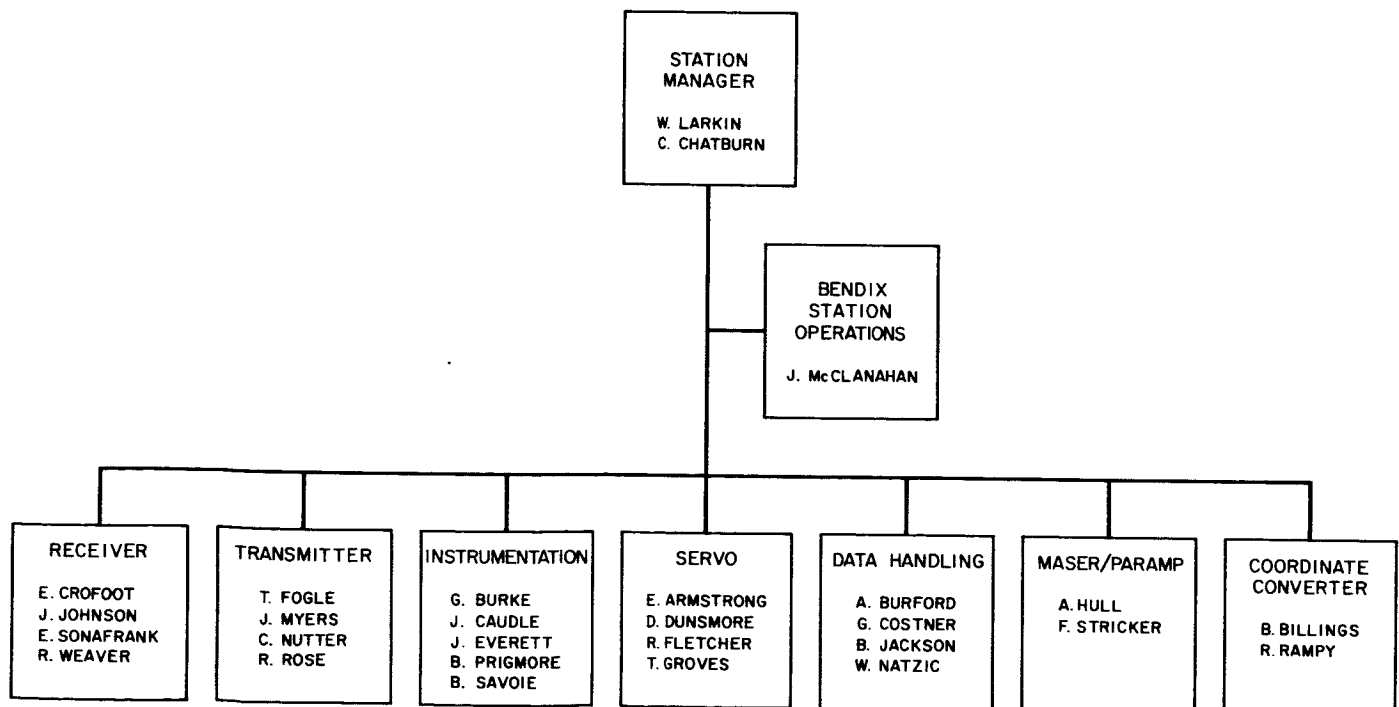 STATION
MANAGER
W. LARKIN
C. CHATBURN
BENDIX
STATION
OPERATIONS
J. McCLANAHAN
RECEIVER
E. CROFOOT
J. JOHNSON
E. SONAFRANK
R. WEAVER
TRANSMITTER
T. FOGLE
J. MYERS
C. NUTTER
R. ROSE
INSTRUMENTATION
G. BURKE
J. CAUDLE
J. EVERETT
B. PRIGMORE
B. SAVOIE
SERVO
E. ARMSTRONG
D. DUNSMORE
R. FLETCHER
T. GROVES
DATA HANDLING
A. BURFORD
G. COSTNER
B. JACKSON
W. NATZIC
MASER/PARAMP
A. HULL
F. STRICKER
COORDINATE
CONVERTER
B. BILLINGS
R. RAMPY